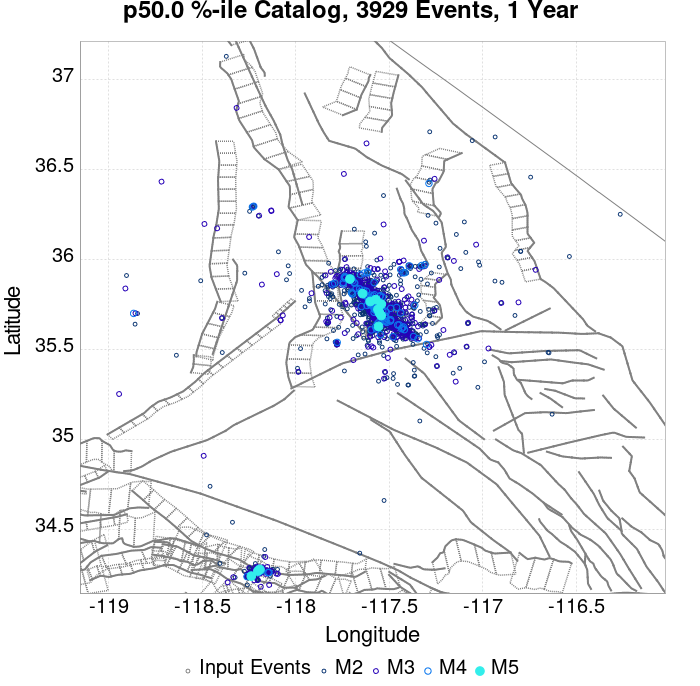 p50.0 %-ile Catalog, 3929 Events, 1 Year
37
36.5
36
35.5
35
34.5
Latitude
-119 -118.5 -118 -117.5 -117 -116.5
Longitude
Input Events M2 M3 M4 M5